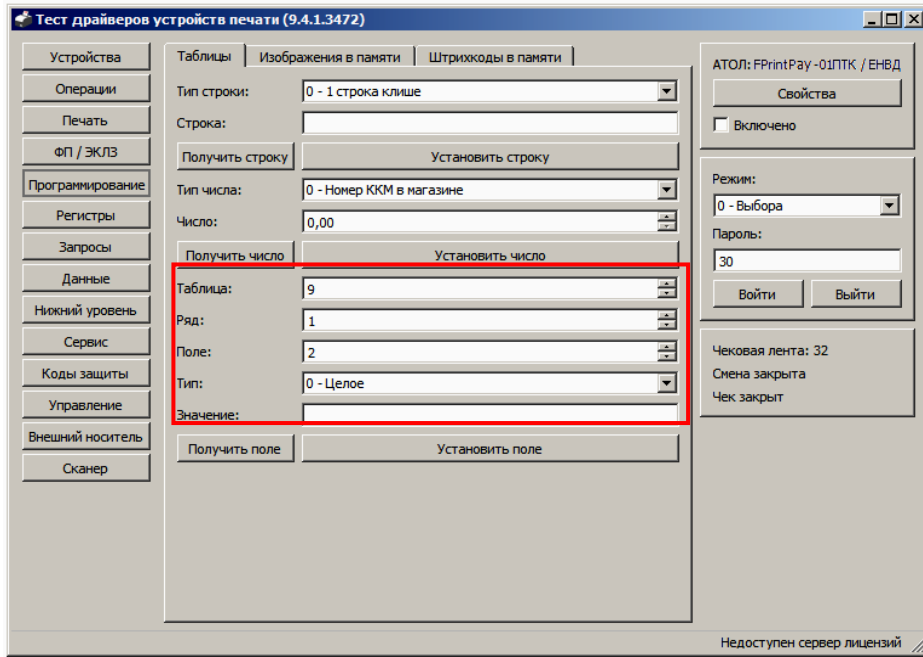 Тест драйверов устройств печати (9.4.1.3472)
Устройства
Операции
Печать
ФП / ЭКЛЗ
Программирование
Регистры
Запросы
Данные
Нижний уровень
Сервис
Коды защиты
Управление
Внешний носитель
Сканер
Таблицы Изображения в памяти Штрихкоды в памяти
Тип строки: 0 - 1 строка клише
Строка:
Получить строку Установить строку
Тип числа: 0 - Номер ККМ в магазине
Число: 0,00
Получить число Установить число
Таблица: 9
Ряд: 1
Поле: 2
Тип: 0 - Целое
Значение:
Получить поле Установить поле
АТОЛ: FPrintPay -01ПТК / ЕНВД
Свойства
Включено
Режим:
0 - Выбора
Пароль:
30
Войти Выйти
Чековая лента: 32
Смена закрыта
Чек закрыт
Недоступен сервер лицензий